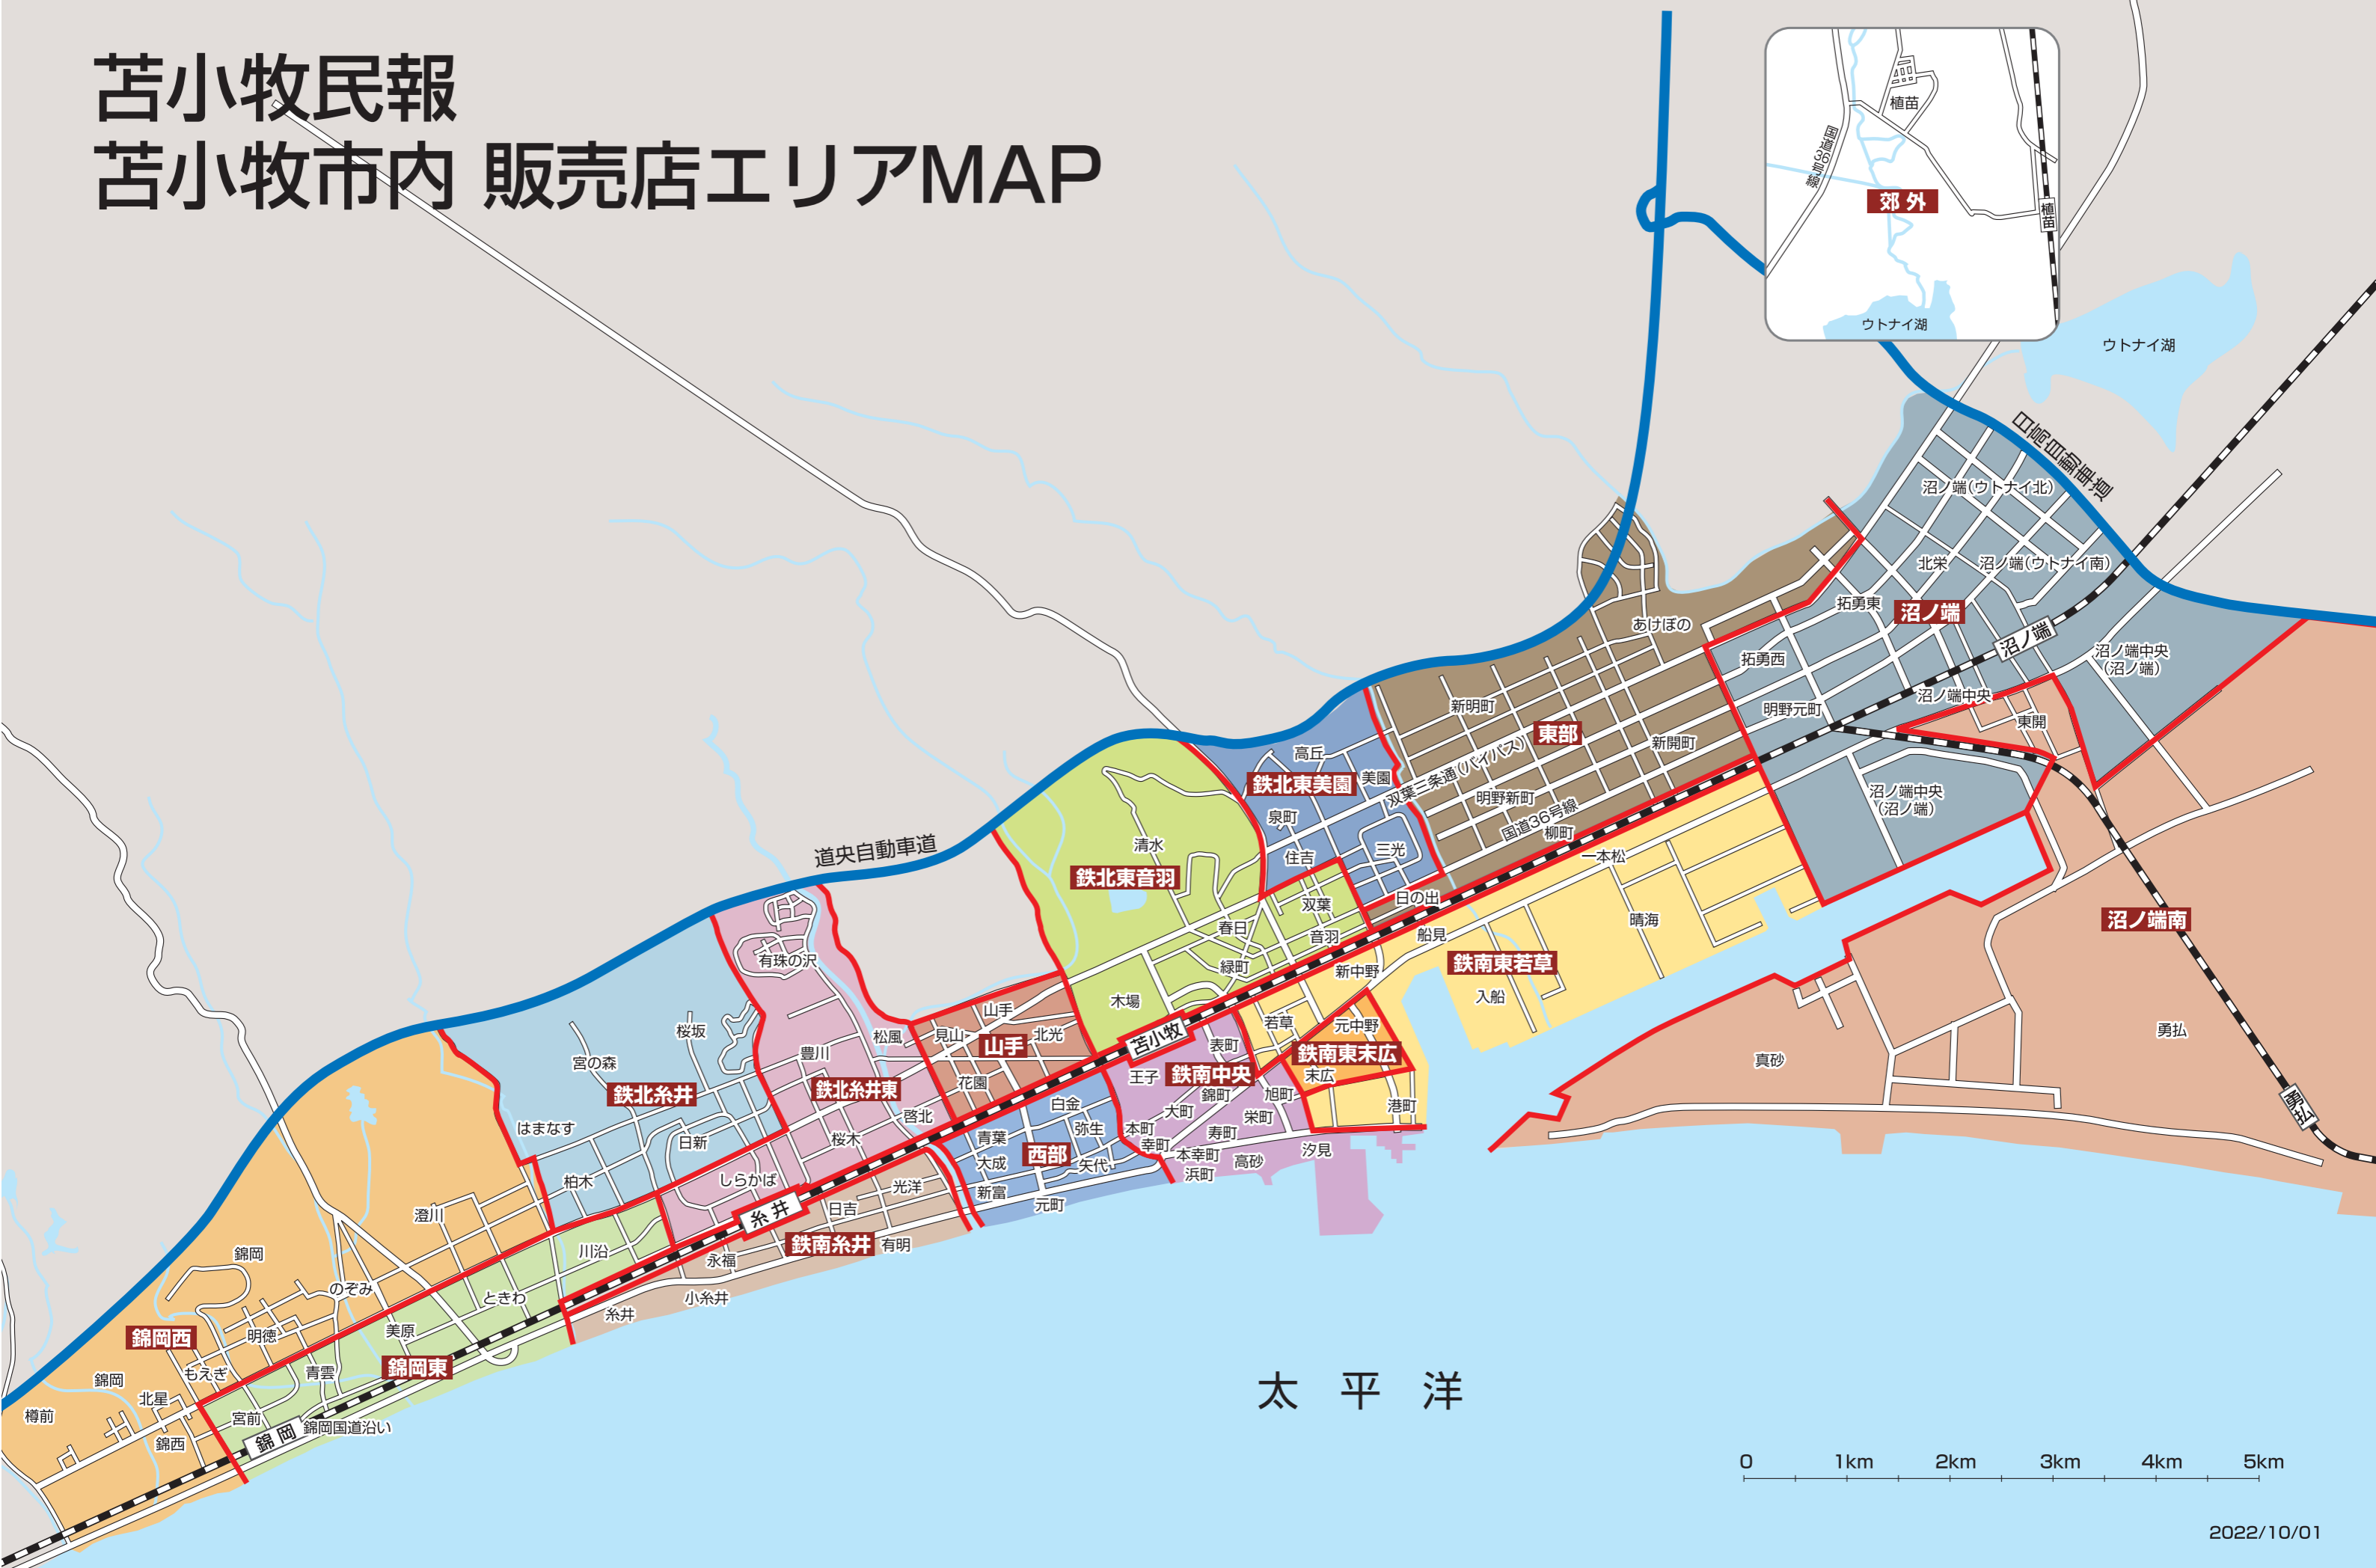 苫小牧民報
苫小牧市内 販売店エリアMAP
植苗
国道36号線
郊外
植苗
ウトナイ湖
ウトナイ湖
日高自動車道
沼ノ端(ウトナイ北)
北栄
沼ノ端(ウトナイ南)
拓勇東
沼ノ端
沼ノ端
あけぼの
拓勇西
沼ノ端中央
(沼ノ端)
沼ノ端中央
明野元町
東開
新明町
東部
新開町
双葉三条通(バイパス)
明野新町
国道36号線
柳町
沼ノ端中央
(沼ノ端)
高丘
鉄北東美園
美園
泉町
住吉
三光
日の出
一本松
晴海
船見
鉄南東若草
入船
新中野
沼ノ端南
勇払
真砂
勇払
道央自動車道
清水
鉄北東音羽
双葉
春日
音羽
緑町
木場
苫小牧
若草
元中野
鉄南東末広
末広
港町
表町
王子
鉄南中央
錦町
旭町
大町
栄町
本町
寿町
幸町
本幸町
高砂
浜町
汐見
山手
見山
北光
山手
花園
白金
弥生
青葉
西部
大成
矢代
新富
元町
有珠の沢
松風
豊川
鉄北糸井東
啓北
桜木
しらかば
糸井
光洋
日吉
鉄南糸井
有明
永福
小糸井
糸井
桜坂
宮の森
鉄北糸井
はまなす
日新
柏木
川沿
ときわ
澄川
錦岡
のぞみ
美原
錦岡西
明徳
錦岡東
もえぎ
青雲
錦岡
北星
樽前
宮前
錦岡国道沿い
錦岡
錦西
太平洋
0 1km 2km 3km 4km 5km
2022/10/01